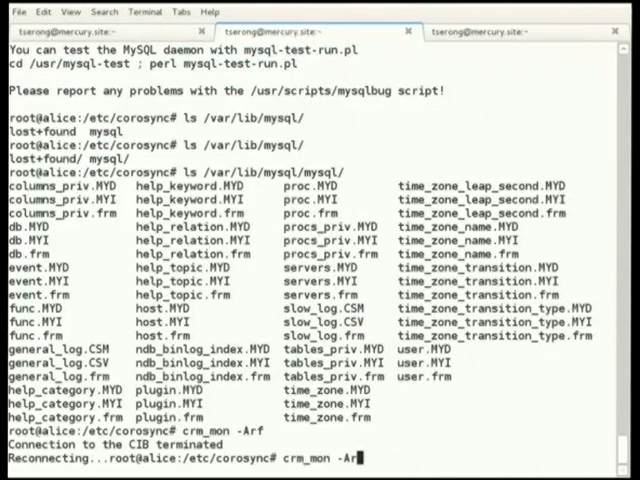 File Edit View Search Terminal Tabs Help
tserong@mercury.site:~ × tserong@mercury.site:~ × tserong@mercury.site:~ ×
You can test the MySQL daemon with mysql-test-run.pl
cd /usr/mysql-test ; perl mysql-test-run.pl
Please report any problems with the /usr/scripts/mysqlbug script!
root@alice:/etc/corosync# ls /var/lib/mysql/
lost+found mysql
root@alice:/etc/corosync# ls /var/lib/mysql/
lost+found/ mysql/
root@alice:/etc/corosync# ls /var/lib/mysql/mysql/
columns_priv.MYD help_keyword.MYD proc.MYD time_zone_leap_second.MYD
columns_priv.MYI help_keyword.MYI proc.MYI time_zone_leap_second.MYI
columns_priv.frm help_keyword.frm proc.frm time_zone_leap_second.frm
db.MYD help_relation.MYD procs_priv.MYD time_zone_name.MYD
db.MYI help_relation.MYI procs_priv.MYI time_zone_name.MYI
db.frm help_relation.frm procs_priv.frm time_zone_name.frm
event.MYD help_topic.MYD servers.MYD time_zone_transition.MYD
event.MYI help_topic.MYI servers.MYI time_zone_transition.MYI
event.frm help_topic.frm servers.frm time_zone_transition.frm
func.MYD host.MYD slow_log.CSM time_zone_transition_type.MYD
func.MYI host.MYI slow_log.CSV time_zone_transition_type.MYI
func.frm host.frm slow_log.frm time_zone_transition_type.frm
general_log.CSM ndb_binlog_index.MYD tables_priv.MYD user.MYD
general_log.CSV ndb_binlog_index.MYI tables_priv.MYI user.MYI
general_log.frm ndb_binlog_index.frm tables_priv.frm user.frm
help_category.MYD plugin.MYD time_zone.MYD
help_category.MYI plugin.MYI time_zone.MYI
help_category.frm plugin.frm time_zone.frm
root@alice:/etc/corosync# crm_mon -Arf
Connection to the CIB terminated
Reconnecting...root@alice:/etc/corosync# crm_mon -Ar